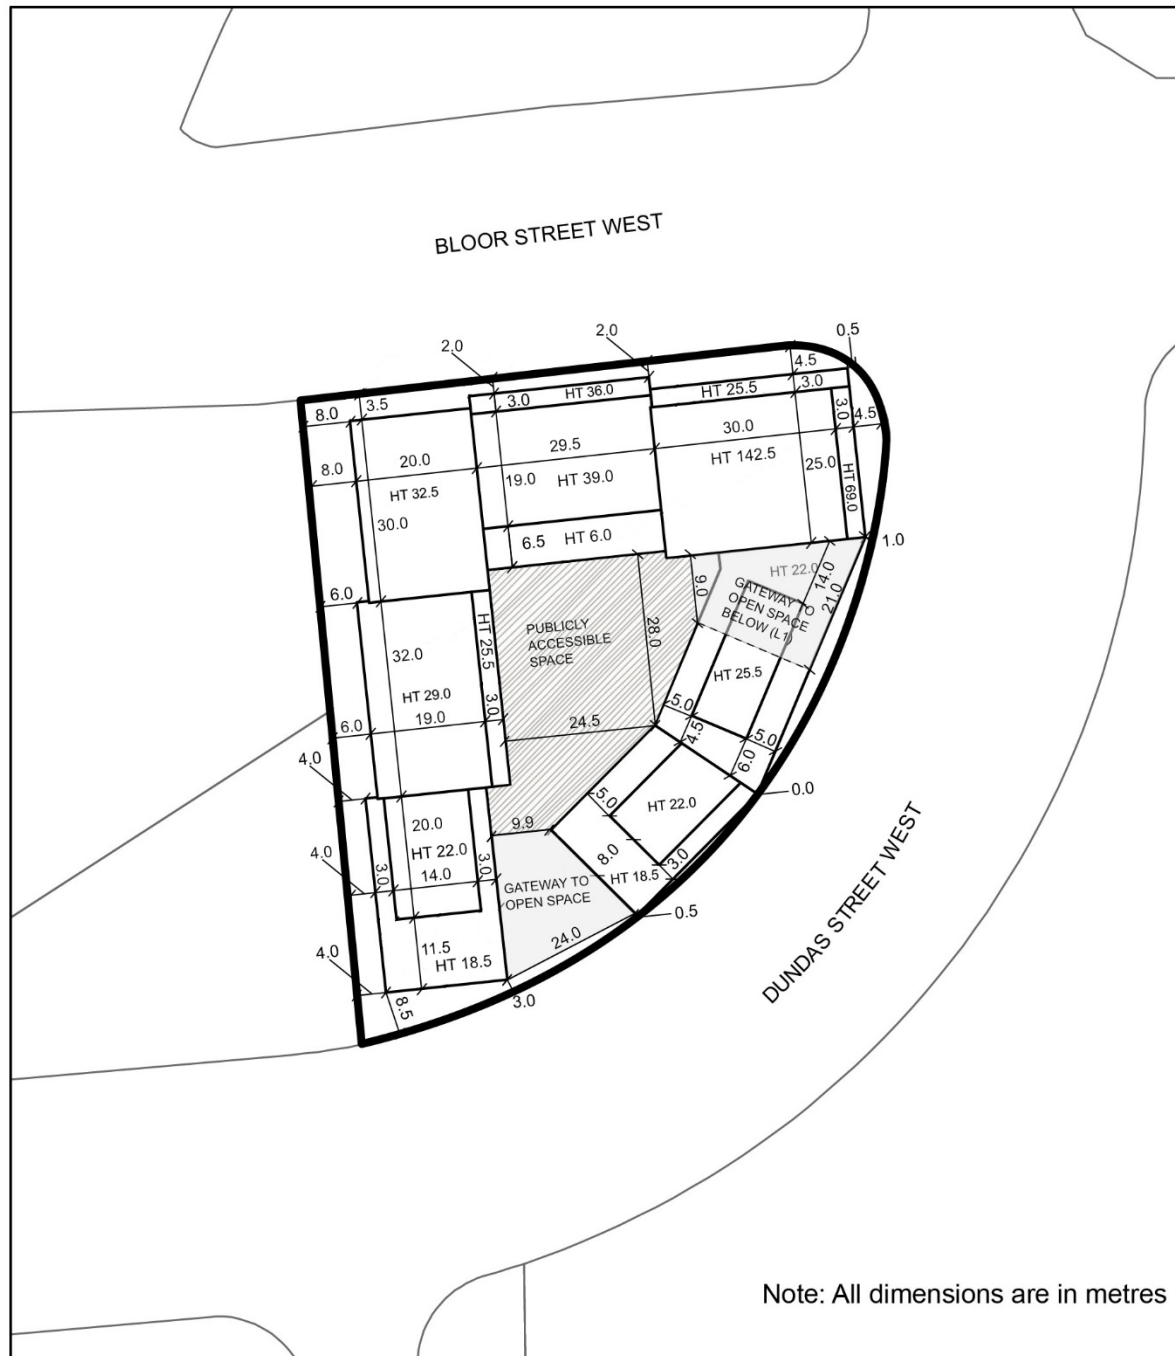 BLOOR STREET WEST
2.0
2.0
0.5
8.0
3.5
3.0
HT 36.0
HT 25.5
4.5
3.0
3.0
4.5
8.0
20.0
29.5
30.0
HT 32.5
19.0
HT 39.0
HT 142.5
25.0
HT 69.0
30.0
6.5
HT 6.0
1.0
6.0
HT 22.0
14.0
21.0
9.0
GATEWAY TO
OPEN SPACE
BELOW (L1)
HT 25.5
PUBLICLY
ACCESSIBLE
SPACE
28.0
32.0
HT 29.0
19.0
3.0
HT 25.5
6.0
24.5
5.0
4.5
5.0
6.0
4.0
0.0
5.0
HT 22.0
20.0
HT 22.0
14.0
3.0
3.0
4.0
9.9
8.0
3.0
HT 18.5
GATEWAY TO
OPEN SPACE
0.5
24.0
4.0
11.5
HT 18.5
8.5
3.0
DUNDAS STREET WEST
Note: All dimensions are in metres